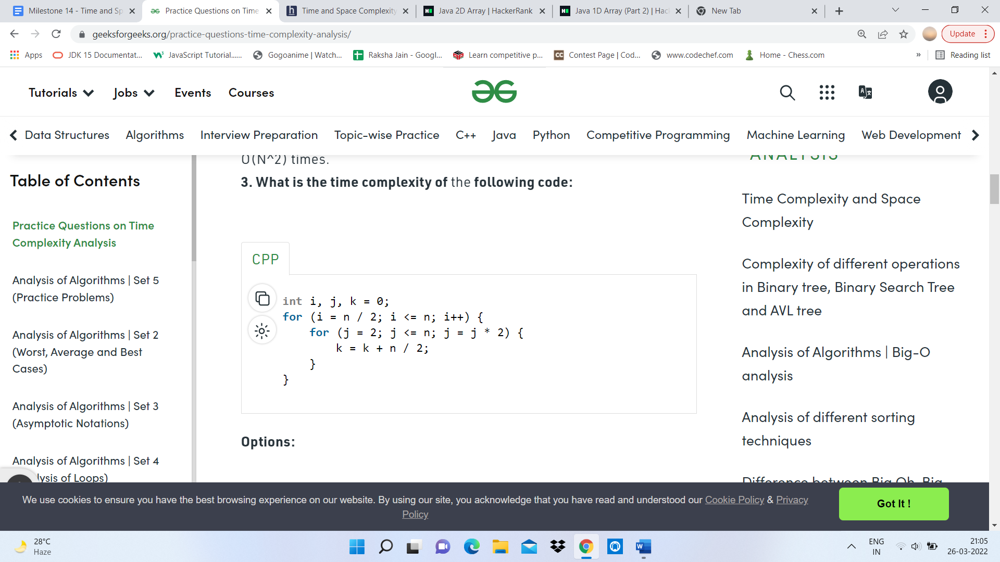 Milestone 14 - Time and Sp
Practice Questions on Time
Time and Space Complexity
Java 2D Array | HackerRank
Java 1D Array (Part 2) | Hac
New Tab
geeksforgeeks.org/practice-questions-time-complexity-analysis/
Update
Apps
JDK 15 Documentat...
JavaScript Tutorial......
Gogoanime | Watch...
Raksha Jain - Googl...
Learn competitive p...
CC Contest Page | Cod...
www.codechef.com
Home - Chess.com
»
Reading list
Tutorials
Jobs
Events
Courses
Data Structures
Algorithms
Interview Preparation
Topic-wise Practice
C++
Java
Python
Competitive Programming
Machine Learning
Web Development
Table of Contents
Practice Questions on Time
Complexity Analysis
Analysis of Algorithms | Set 5
(Practice Problems)
Analysis of Algorithms | Set 2
(Worst, Average and Best
Cases)
Analysis of Algorithms | Set 3
(Asymptotic Notations)
Analysis of Algorithms | Set 4
lysis of Loops)
O(N^2) times.
3. What is the time complexity of the following code:
CPP
int i, j, k = 0;
for (i = n / 2; i <= n; i++) {
for (j = 2; j <= n; j = j * 2) {
k = k + n / 2;
}
}
Options:
ANALYSIS
Time Complexity and Space
Complexity
Complexity of different operations
in Binary tree, Binary Search Tree
and AVL tree
Analysis of Algorithms | Big-O
analysis
Analysis of different sorting
techniques
Difference between Big Oh, Big
We use cookies to ensure you have the best browsing experience on our website. By using our site, you acknowledge that you have read and understood our Cookie Policy & Privacy
Policy
Got It !
28°C
Haze
ENG
IN
21:05
26-03-2022